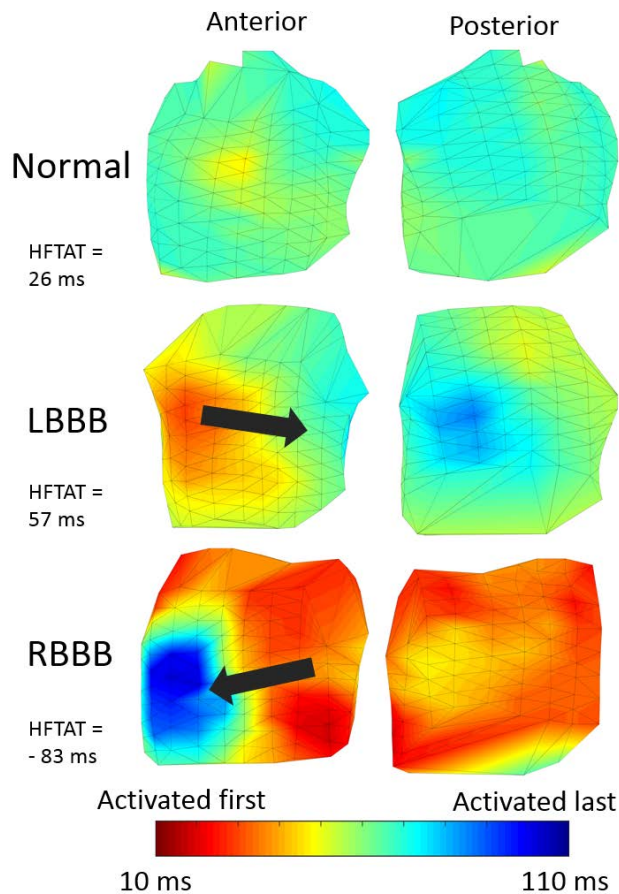 Anterior Posterior
Normal
HFTAT =
26 ms
LBBB
HFTAT =
57 ms
RBBB
HFTAT =
- 83 ms
Activated first Activated last
10 ms 110 ms